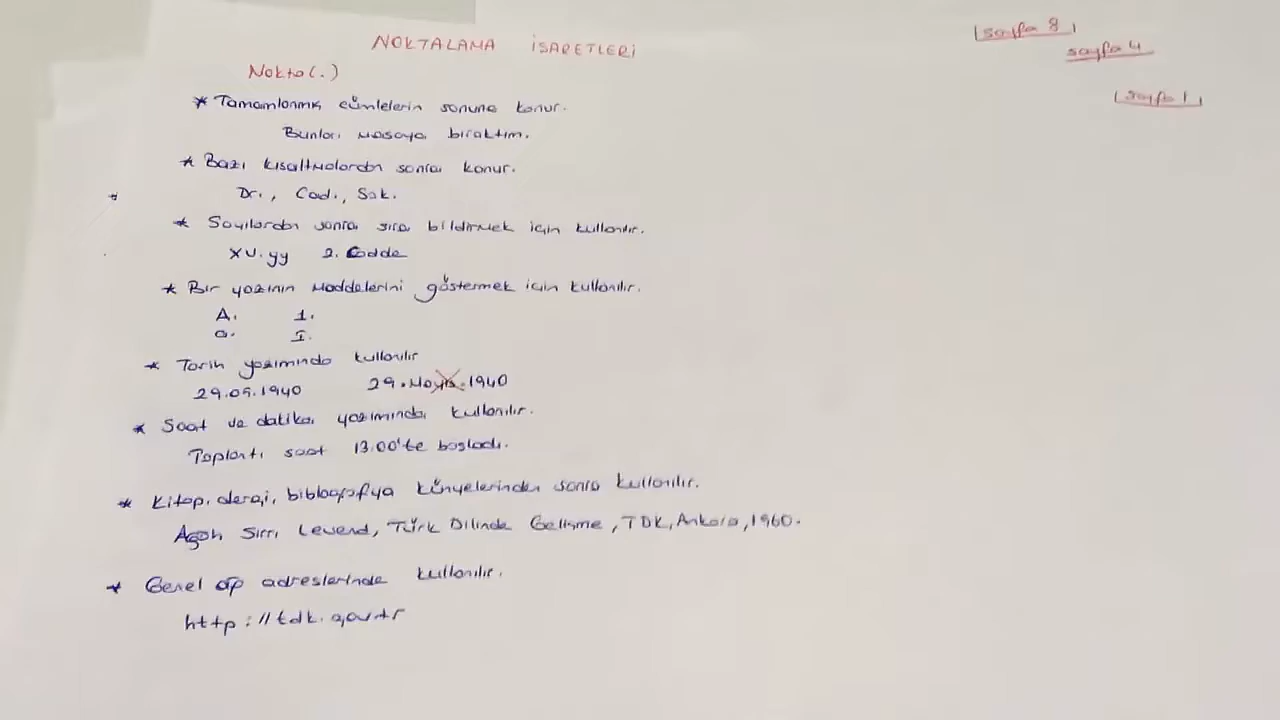 NOKTALAMA İŞARETLERİ
sayfa 8
sayfa 4
sayfa 1
Nokta(.)
* Tamamlanmış cümlelerin sonuna konur.
Bunları masaya bıraktım.
* Bazı kısaltmalardan sonra konur.
Dr., Cad., Sok.
* Sayılardan sonra sıra bildirmek için kullanılır.
XV. yy 2. Cadde
* Bir yazının maddelerini göstermek için kullanılır.
A. 1.
a. I.
* Tarih yazımında kullanılır
29.05.1940 29.Mayıs.1940
* Saat ve dakika yazımında kullanılır.
Toplantı saat 13.00'te başladı.
* Kitap, dergi, bibliografya künyelerinden sonra kullanılır.
Agah Sırrı Levend, Türk Dilinde Gelişme, TDK, Ankara, 1960.
* Genel ağ adreslerinde kullanılır.
http://tdk.gov.tr